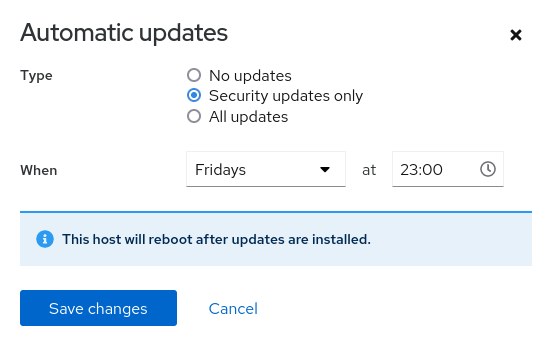 Automatic updates
Type
No updates
Security updates only
All updates
When Fridays at 23:00
This host will reboot after updates are installed.
Save changes Cancel